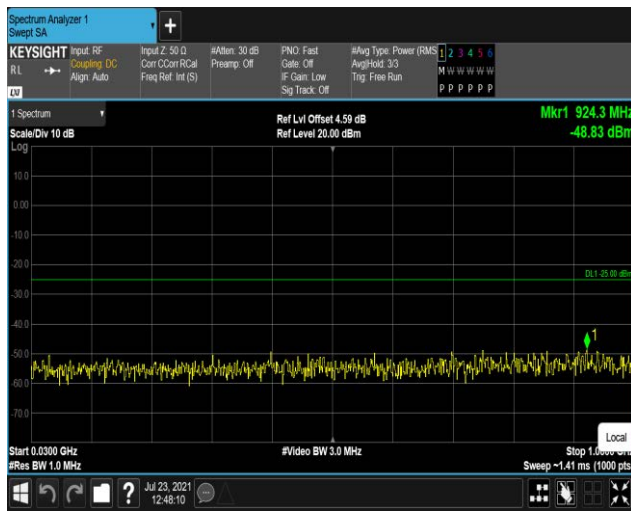 Spectrum Analyzer 1
Swept SA
+
KEYSIGHT Input: RF Input Z: 50 Ω #Atten: 30 dB PNO: Fast #Avg Type: Power (RMS 1 2 3 4 5 6
RL Coupling: DC Corr CCorr RCal Preamp: Off Gate: Off Avg|Hold: 3/3 M W W W W W
Align: Auto Freq Ref: Int (S) IF Gain: Low Trig: Free Run
LXI Sig Track: Off P P P P P P
1 Spectrum Ref Lvl Offset 4.59 dB Mkr1 924.3 MHz
Scale/Div 10 dB Ref Level 20.00 dBm -48.83 dBm
Log
10.0
0.00
-10.0
-20.0
DL1 -25.00 dBm
-30.0
-40.0
1
-50.0
-60.0
-70.0
Local
Start 0.0300 GHz #Video BW 3.0 MHz Stop
#Res BW 1.0 MHz Sweep ~1.41 ms (1000 pts
? Jul 23, 2021
12:48:10